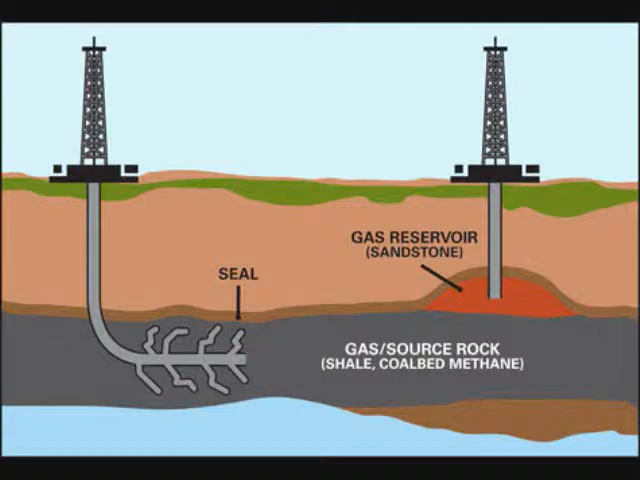 GAS RESERVOIR
(SANDSTONE)
SEAL
GAS/SOURCE ROCK
(SHALE, COALBED METHANE)